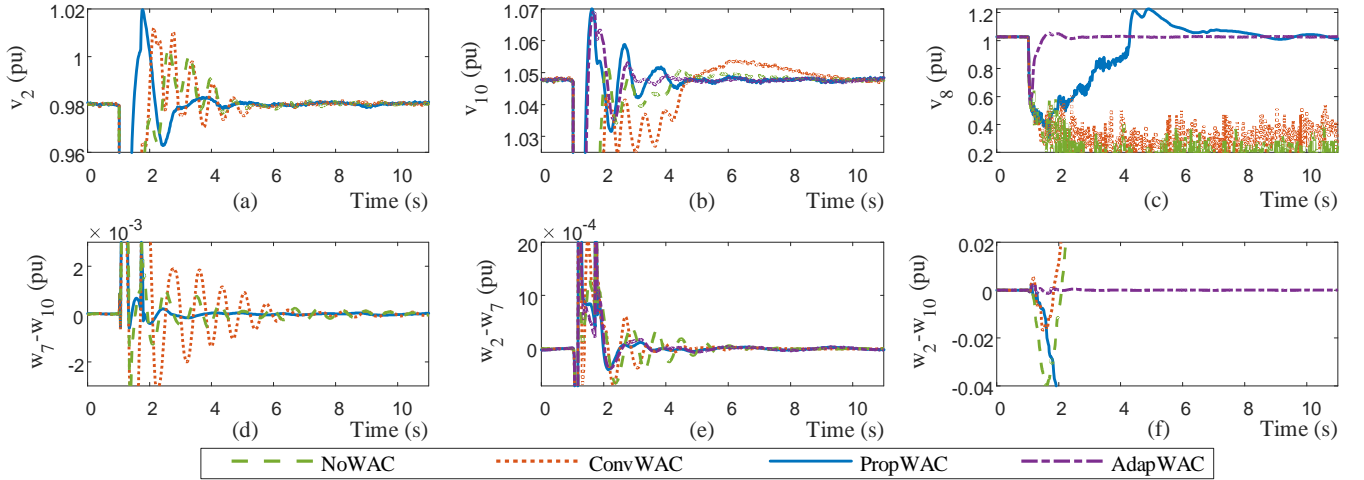 1.02
1
0.98
0.96
v2 (pu)
0 2 4 6 8 10
(a) Time (s)
1.07
1.06
1.05
1.04
1.03
v10 (pu)
0 2 4 6 8 10
(b) Time (s)
1.2
1
0.8
0.6
0.4
0.2
v8 (pu)
0 2 4 6 8 10
(c) Time (s)
× 10-3
2
0
-2
w7-w10 (pu)
0 2 4 6 8 10
(d) Time (s)
20 × 10-4
10
0
w2-w7 (pu)
0 2 4 6 8 10
(e) Time (s)
0.02
0
-0.02
-0.04
w2-w10 (pu)
0 2 4 6 8 10
(f) Time (s)
NoWAC ConvWAC PropWAC AdapWAC